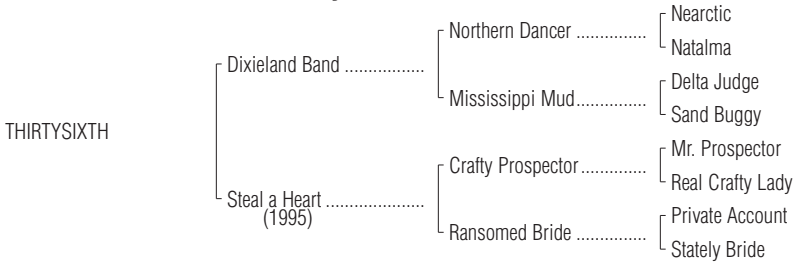 Nearctic
Northern Dancer ...............
Natalma
Dixieland Band .................
Delta Judge
Mississippi Mud...............
Sand Buggy
THIRTYSIXTH
Mr. Prospector
Crafty Prospector..............
Real Crafty Lady
Steal a Heart .....................
(1995)
Private Account
Ransomed Bride ...............
Stately Bride